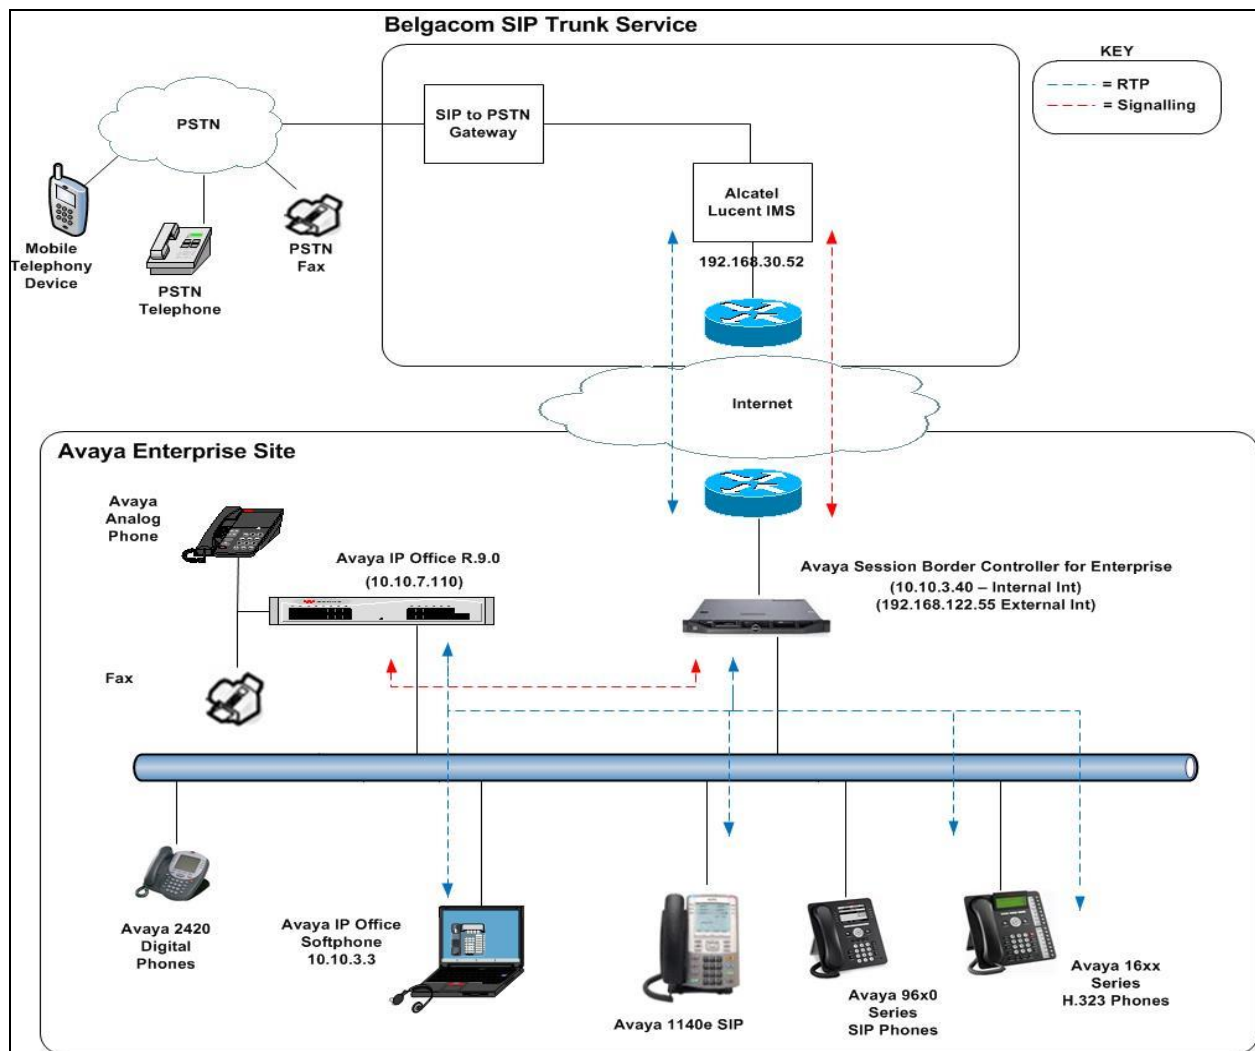 Belgacom SIP Trunk Service
KEY
= RTP
= Signalling
PSTN
SIP to PSTN
Gateway
Alcatel
Lucent IMS
192.168.30.52
Mobile
Telephony
Device
PSTN
Telephone
PSTN
Fax
Internet
Avaya Enterprise Site
Avaya
Analog
Phone
Avaya IP Office R.9.0
(10.10.7.110)
Avaya Session Border Controller for Enterprise
(10.10.3.40 – Internal Int)
(192.168.122.55 External Int)
Fax
Avaya 2420
Digital
Phones
Avaya IP Office
Softphone
10.10.3.3
Avaya 1140e SIP
Avaya 96x0
Series
SIP Phones
Avaya 16xx
Series
H.323 Phones